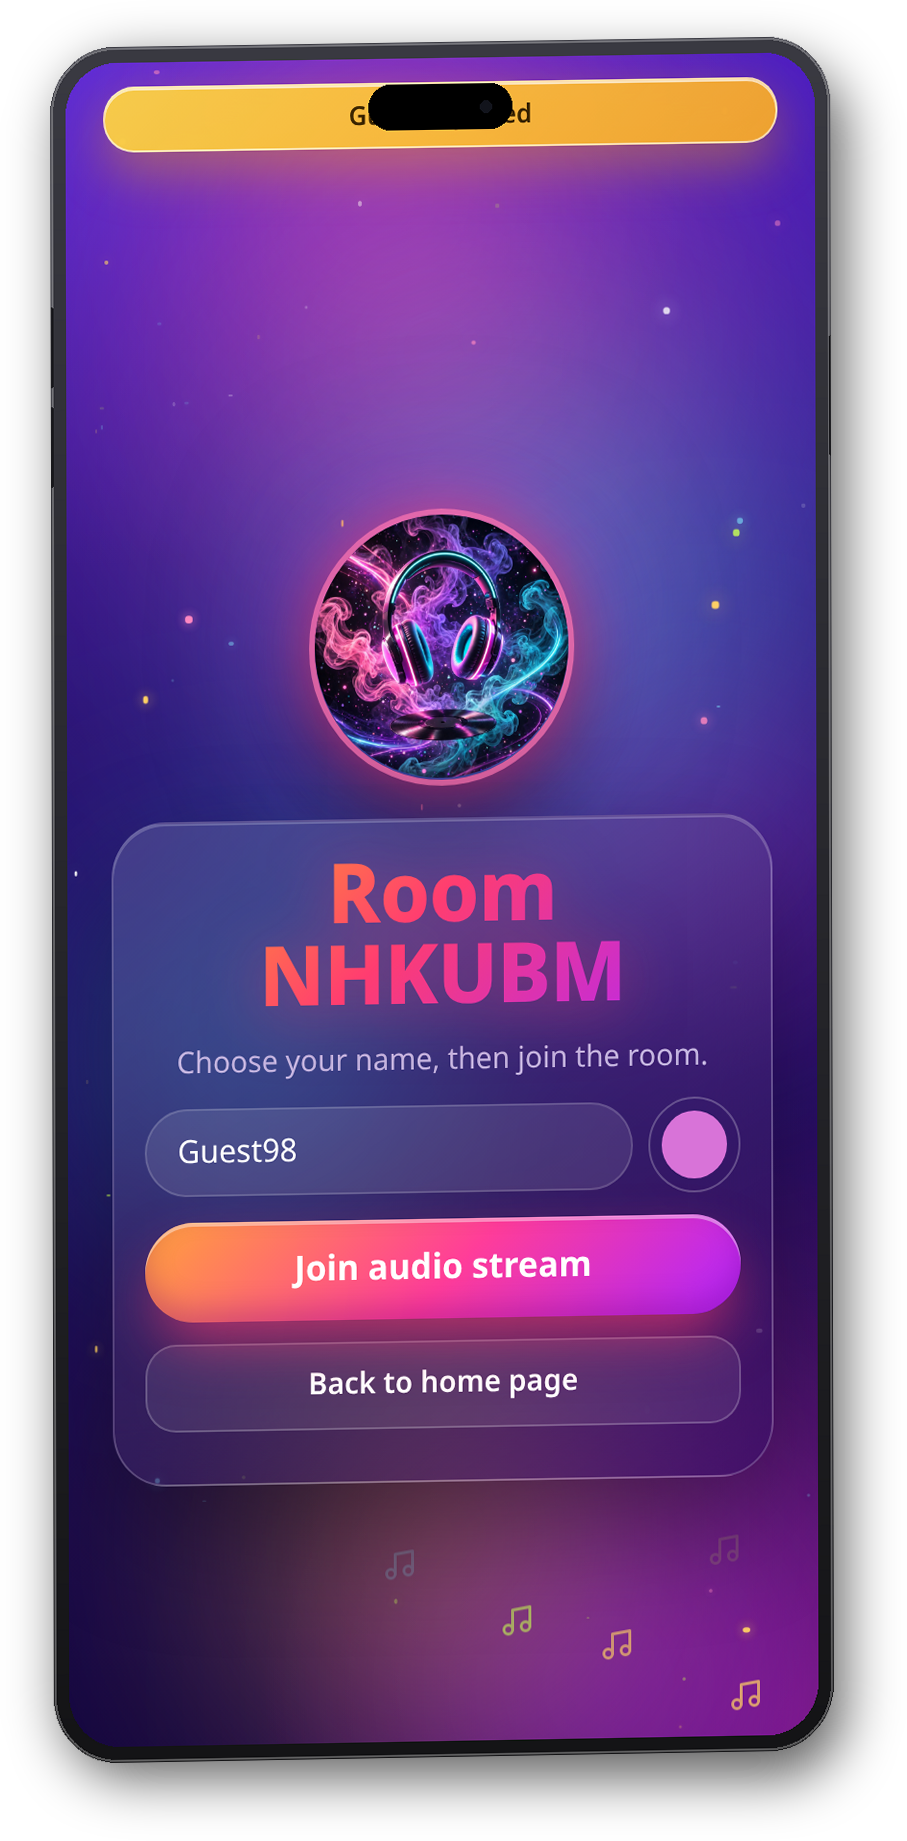 Room
NHKUBM
Choose your name, then join the room.
Guest98
Join audio stream
Back to home page